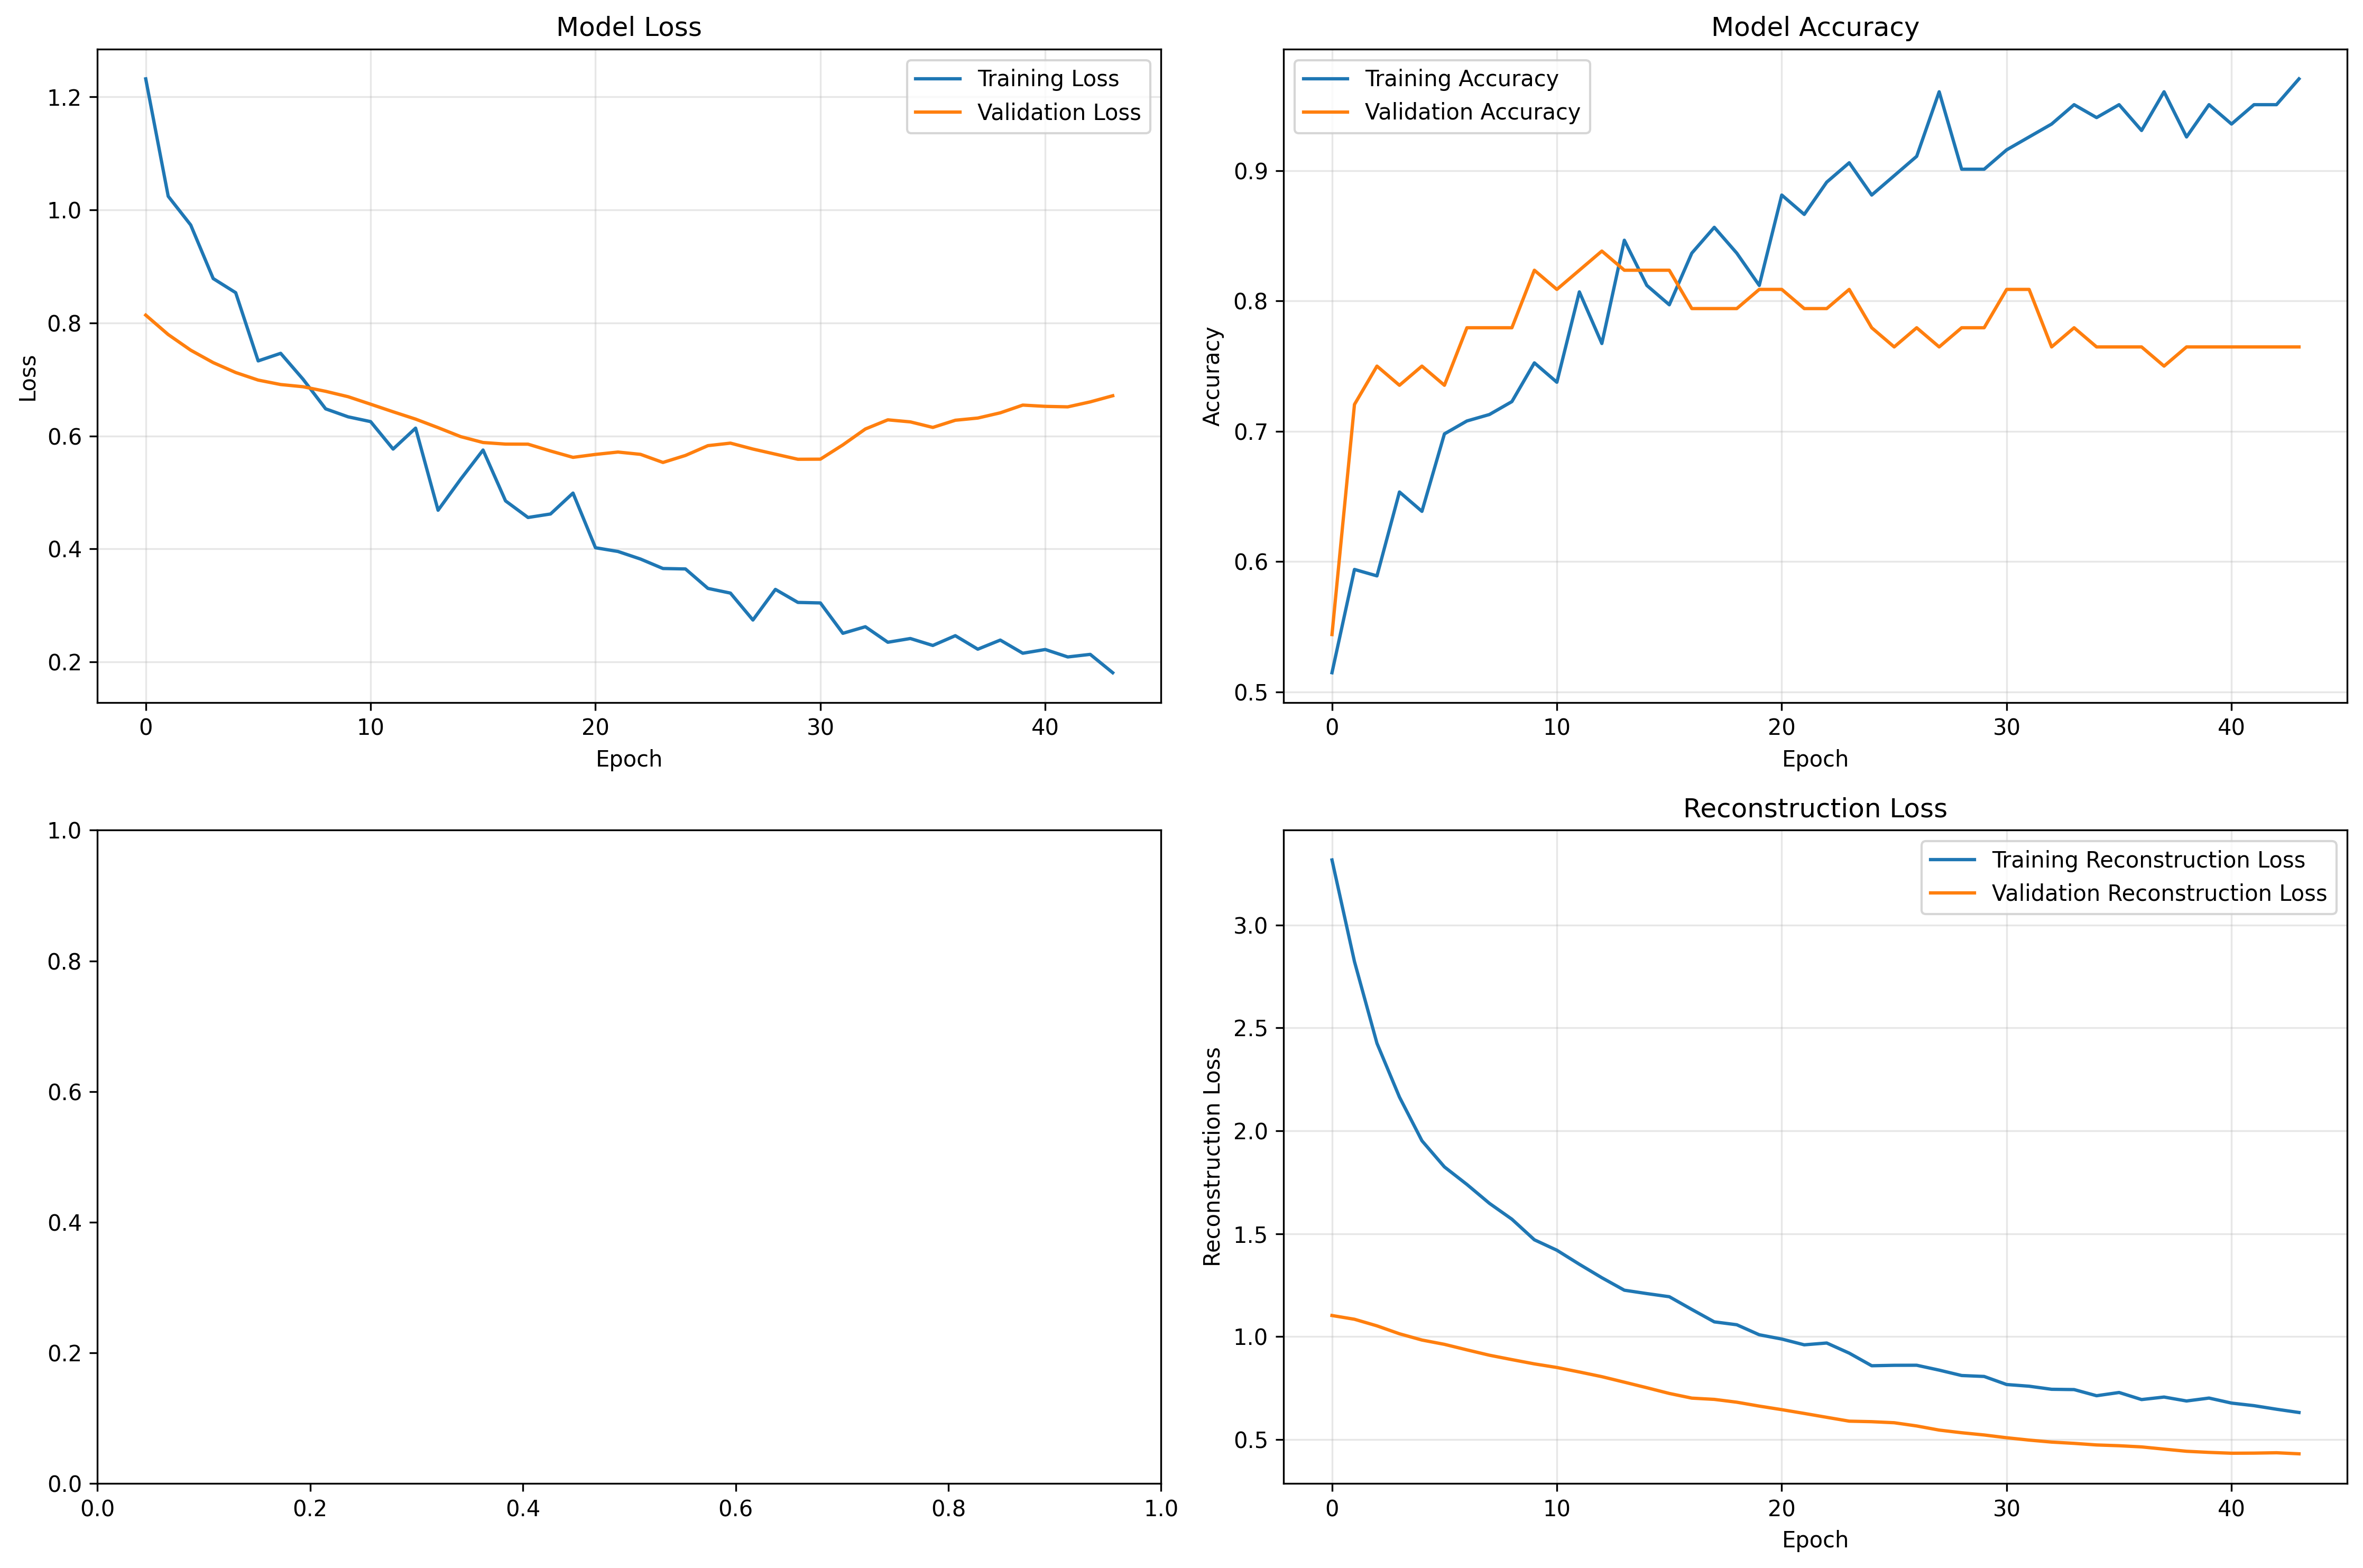 Model Loss
Training Loss
Validation Loss
1.2
1.0
0.8
0.6
0.4
0.2
Loss
0 10 20 30 40
Epoch
Model Accuracy
Training Accuracy
Validation Accuracy
0.9
0.8
0.7
0.6
0.5
Accuracy
0 10 20 30 40
Epoch
1.0
0.8
0.6
0.4
0.2
0.0
0.0 0.2 0.4 0.6 0.8 1.0
Reconstruction Loss
Training Reconstruction Loss
Validation Reconstruction Loss
3.0
2.5
2.0
1.5
1.0
0.5
Reconstruction Loss
0 10 20 30 40
Epoch